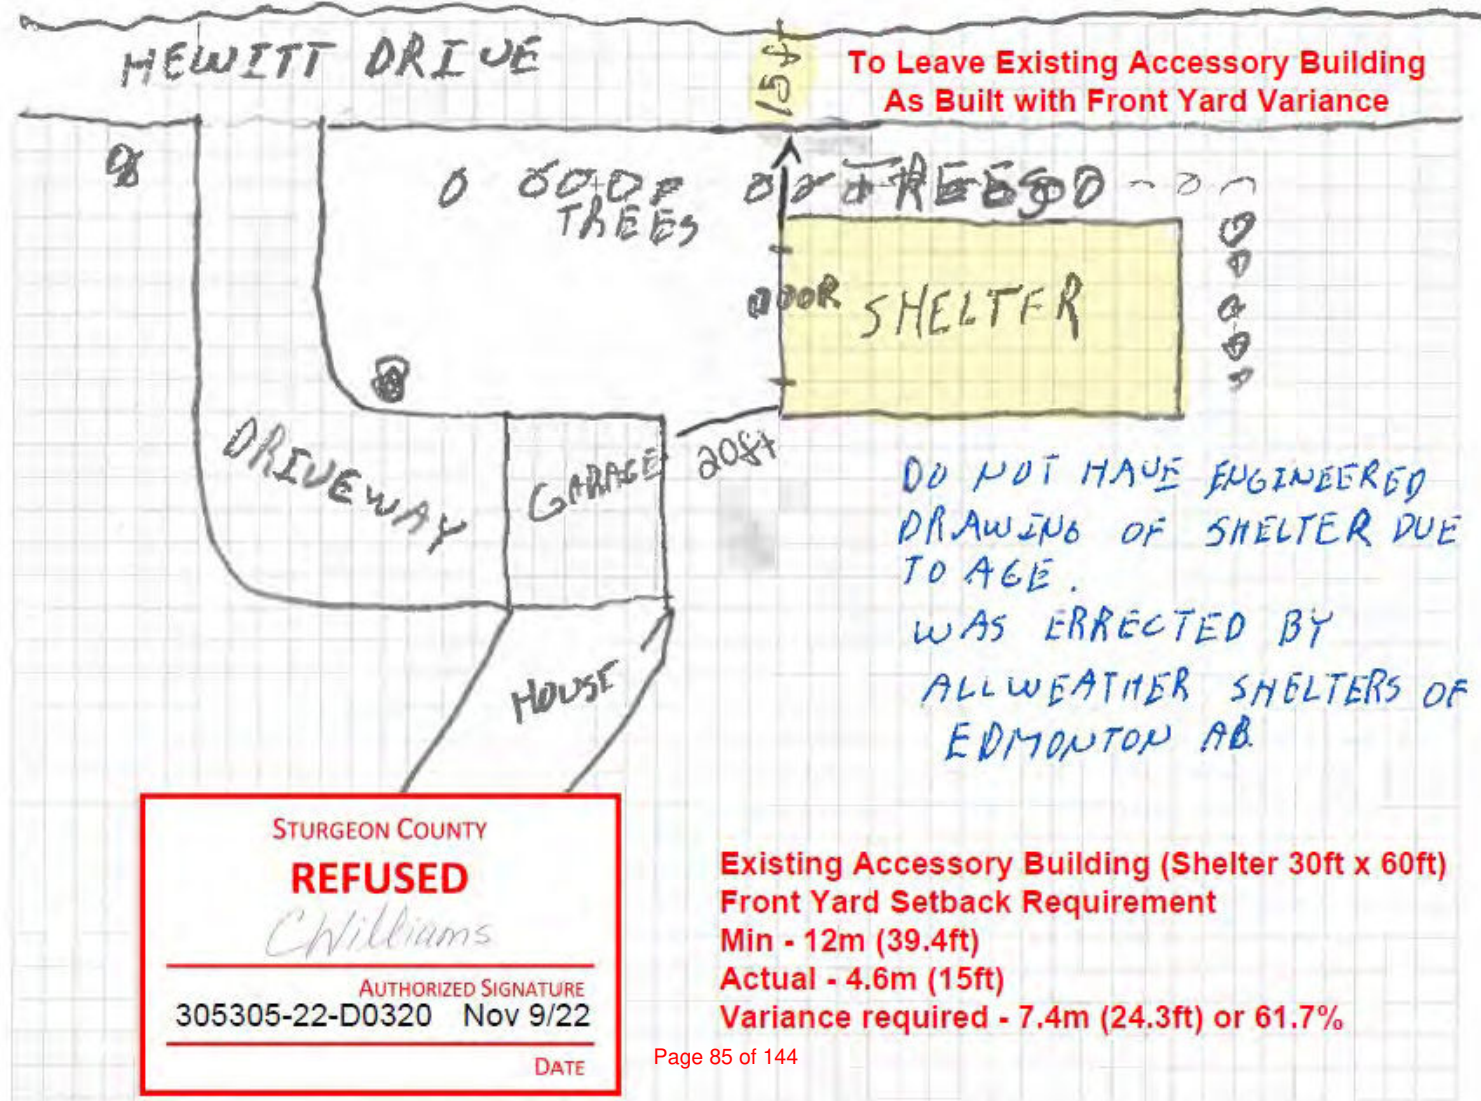 HEWITT DRIVE
15 ft
To Leave Existing Accessory Building
As Built with Front Yard Variance
TREES
TREES
DOOR
SHELTER
DRIVEWAY
GARAGE
20ft
HOUSE
DO NOT HAVE ENGINEERED
DRAWING OF SHELTER DUE
TO AGE.
WAS ERRECTED BY
ALLWEATHER SHELTERS OF
EDMONTON AB.
STURGEON COUNTY
REFUSED
CWilliams
AUTHORIZED SIGNATURE
305305-22-D0320 Nov 9/22
DATE
Existing Accessory Building (Shelter 30ft x 60ft)
Front Yard Setback Requirement
Min - 12m (39.4ft)
Actual - 4.6m (15ft)
Variance required - 7.4m (24.3ft) or 61.7%
Page 85 of 144